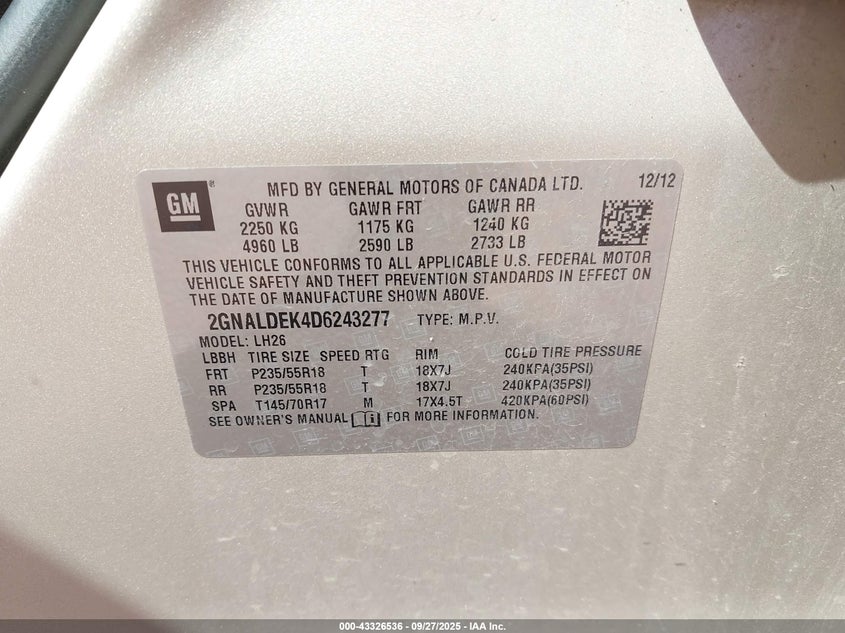 GM®
MFD BY GENERAL MOTORS OF CANADA LTD. 12/12
GVWR GAWR FRT GAWR RR
2250 KG 1175 KG 1240 KG
4960 LB 2590 LB 2733 LB
THIS VEHICLE CONFORMS TO ALL APPLICABLE U.S. FEDERAL MOTOR
VEHICLE SAFETY AND THEFT PREVENTION STANDARDS IN EFFECT ON
THE DATE OF MANUFACTURE SHOWN ABOVE.
2GNALDEK4D6243277 TYPE: M.P.V.
MODEL: LH26
LBBH TIRE SIZE SPEED RTG RIM COLD TIRE PRESSURE
FRT P235/55R18 T 18X7J 240KPA(35PSI)
RR P235/55R18 T 18X7J 240KPA(35PSI)
SPA T145/70R17 M 17X4.5T 420KPA(60PSI)
SEE OWNER'S MANUAL FOR MORE INFORMATION.
000-43326536 - 09/27/2025 - IAA Inc.